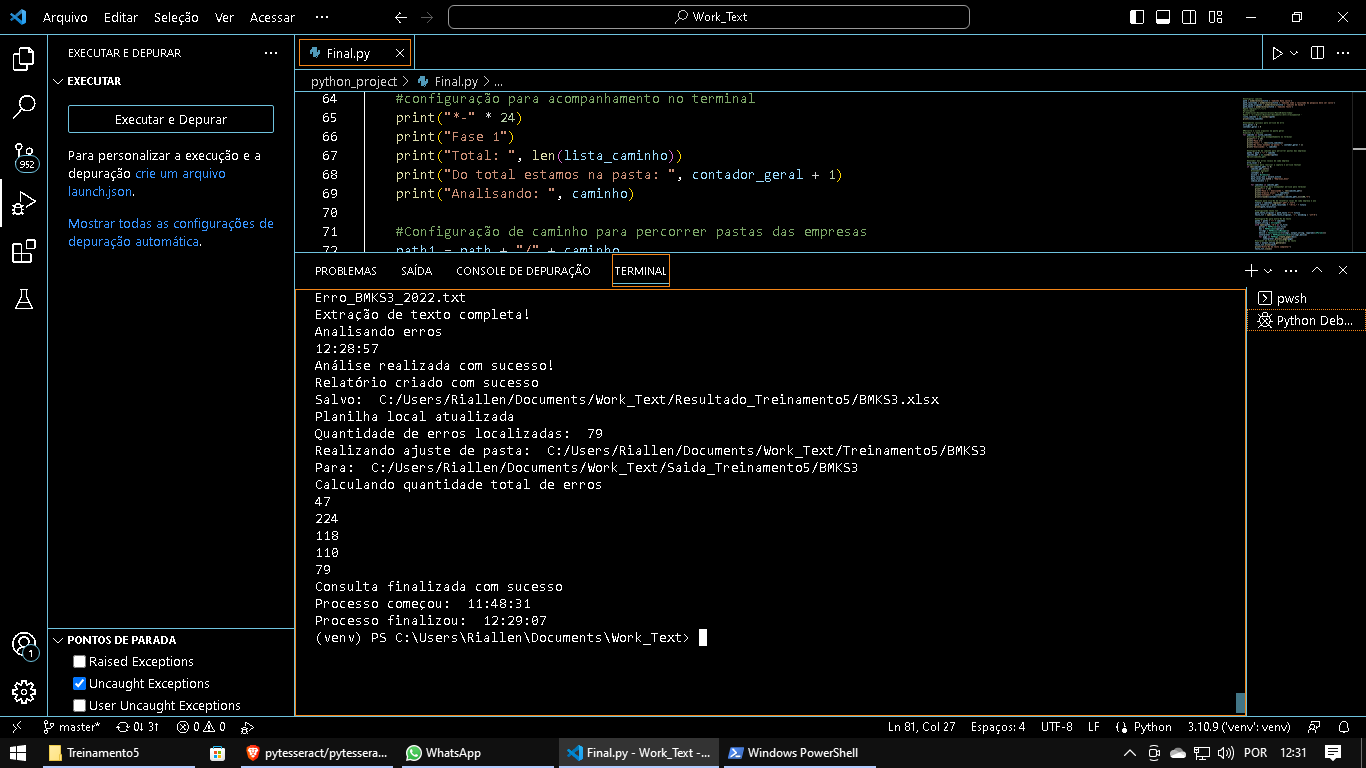 Arquivo Editar Seleção Ver Acessar ··· Work_Text
EXECUTAR E DEPURAR ···
EXECUTAR
Executar e Depurar
Para personalizar a execução e a
depuração crie um arquivo
launch.json.
Mostrar todas as configurações de
depuração automática.
PONTOS DE PARADA
Raised Exceptions
Uncaught Exceptions
User Uncaught Exceptions
952
1
Final.py
python_project > Final.py > ...
64 #configuração para acompanhamento no terminal
65 print("*-" * 24)
66 print("Fase 1")
67 print("Total: ", len(lista_caminho))
68 print("Do total estamos na pasta: ", contador_geral + 1)
69 print("Analisando: ", caminho)
70
71 #Configuração de caminho para percorrer pastas das empresas
72 path1 = path + "/" + caminho
PROBLEMAS SAÍDA CONSOLE DE DEPURAÇÃO TERMINAL
Erro_BMKS3_2022.txt
Extração de texto completa!
Analisando erros
12:28:57
Análise realizada com sucesso!
Relatório criado com sucesso
Salvo:  C:/Users/Riallen/Documents/Work_Text/Resultado_Treinamento5/BMKS3.xlsx
Planilha local atualizada
Quantidade de erros localizadas:  79
Realizando ajuste de pasta:  C:/Users/Riallen/Documents/Work_Text/Treinamento5/BMKS3
Para:  C:/Users/Riallen/Documents/Work_Text/Saida_Treinamento5/BMKS3
Calculando quantidade total de erros
47
224
118
110
79
Consulta finalizada com sucesso
Processo começou:  11:48:31
Processo finalizou:  12:29:07
(venv) PS C:\Users\Riallen\Documents\Work_Text>
pwsh
Python Deb...
master* 0↓ 3↑ 0 0 Ln 81, Col 27 Espaços: 4 UTF-8 LF Python 3.10.9 ('venv': venv)
Treinamento5 pytesseract/pytessera... WhatsApp Final.py - Work_Text -... Windows PowerShell POR 12:31